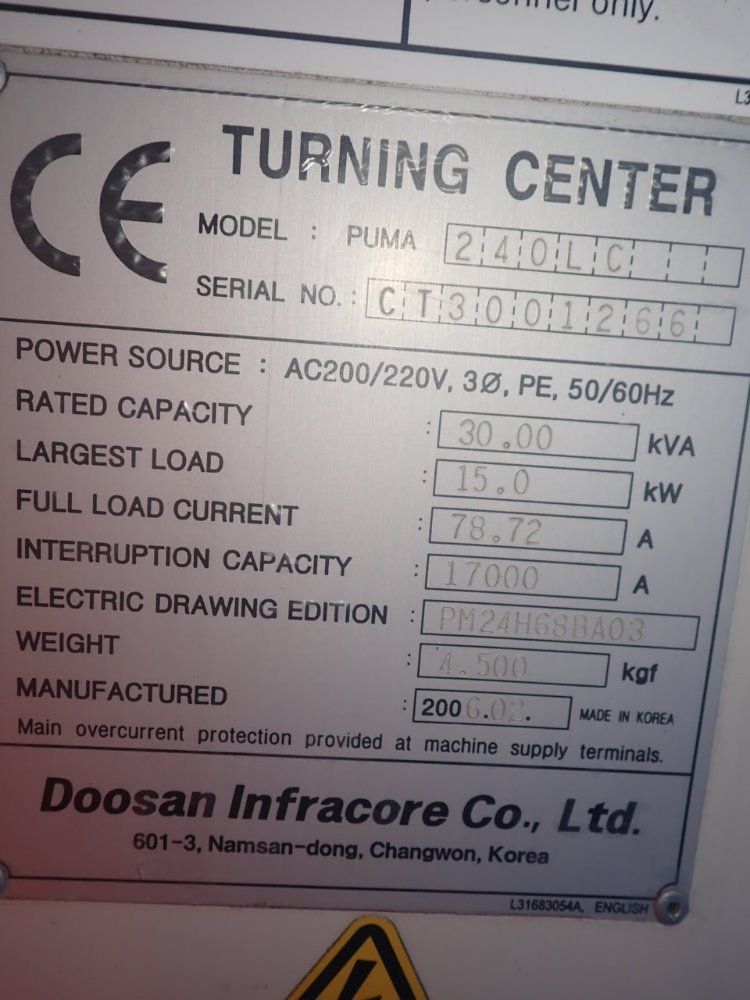 only.
L3
CE TURNING CENTER
MODEL : PUMA 240LC
SERIAL NO. : CT3001266
POWER SOURCE : AC200/220V, 3Ø, PE, 50/60Hz
RATED CAPACITY : 30.00 kVA
LARGEST LOAD : 15.0 kW
FULL LOAD CURRENT : 78.72 A
INTERRUPTION CAPACITY : 17000 A
ELECTRIC DRAWING EDITION : PM24H68BA03
WEIGHT : 4.500 kgf
MANUFACTURED : 2006.02. MADE IN KOREA
Main overcurrent protection provided at machine supply terminals.
Doosan Infracore Co., Ltd.
601-3, Namsan-dong, Changwon, Korea
L31683054A, ENGLISH